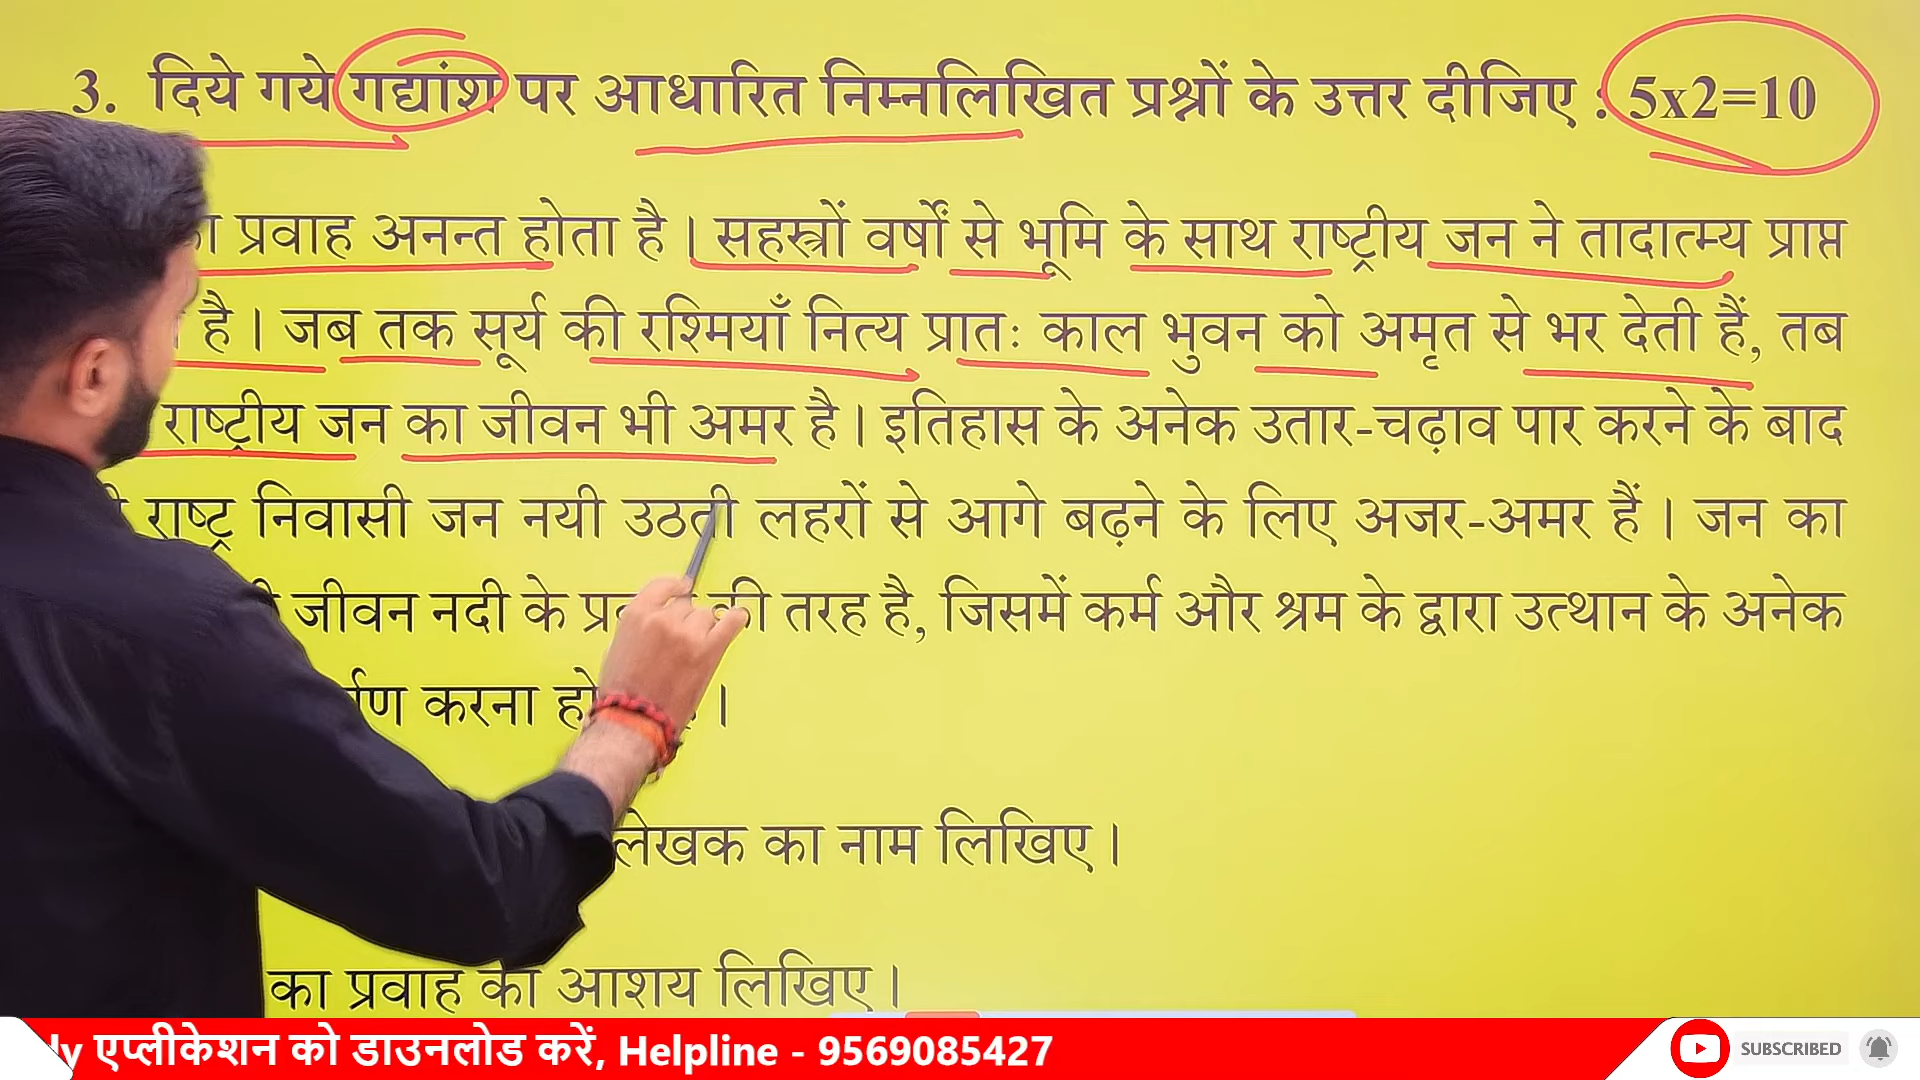 3. दिये गये गद्यांश पर आधारित निम्नलिखित प्रश्नों के उत्तर दीजिए : 5x2=10
प्रवाह अनन्त होता है । सहस्त्रों वर्षों से भूमि के साथ राष्ट्रीय जन ने तादात्म्य प्राप्त
है । जब तक सूर्य की रश्मियाँ नित्य प्रातः काल भुवन को अमृत से भर देती हैं, तब
राष्ट्रीय जन का जीवन भी अमर है । इतिहास के अनेक उतार-चढ़ाव पार करने के बाद
राष्ट्र निवासी जन नयी उठती लहरों से आगे बढ़ने के लिए अजर-अमर हैं । जन का
जीवन नदी के की तरह है, जिसमें कर्म और श्रम के द्वारा उत्थान के अनेक
करना ।
लेखक का नाम लिखिए ।
का प्रवाह का आशय लिखिए ।
एप्लीकेशन को डाउनलोड करें, Helpline - 9569085427
SUBSCRIBED